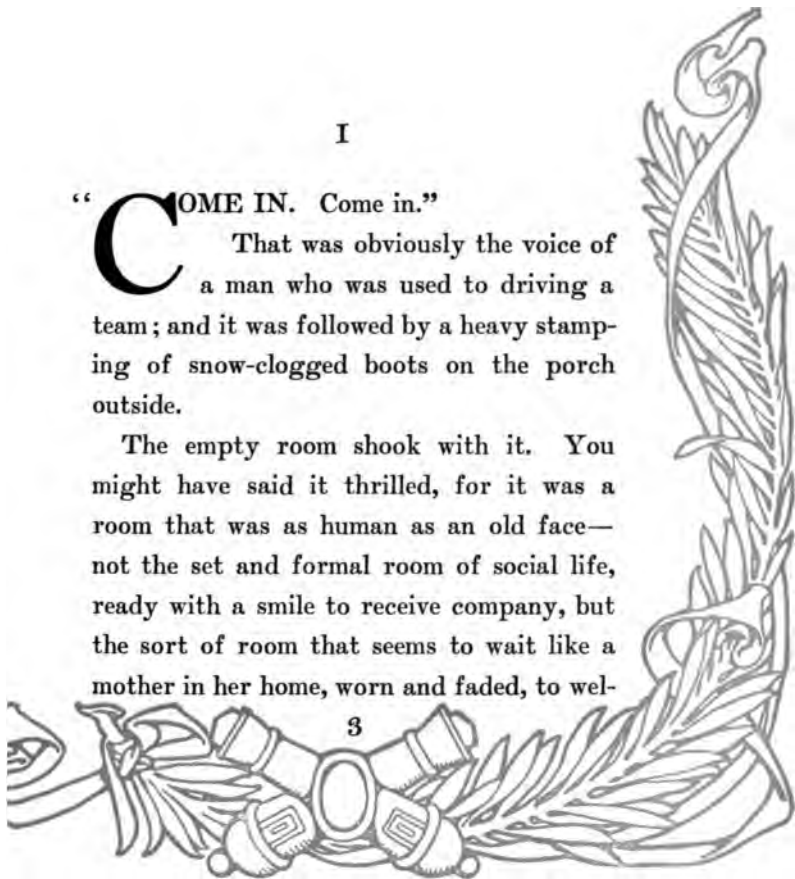 I
“COME IN. Come in.”
That was obviously the voice of
a man who was used to driving a
team; and it was followed by a heavy stamp-
ing of snow-clogged boots on the porch
outside.
The empty room shook with it. You
might have said it thrilled, for it was a
room that was as human as an old face—
not the set and formal room of social life,
ready with a smile to receive company, but
the sort of room that seems to wait like a
mother in her home, worn and faded, to wel-
3